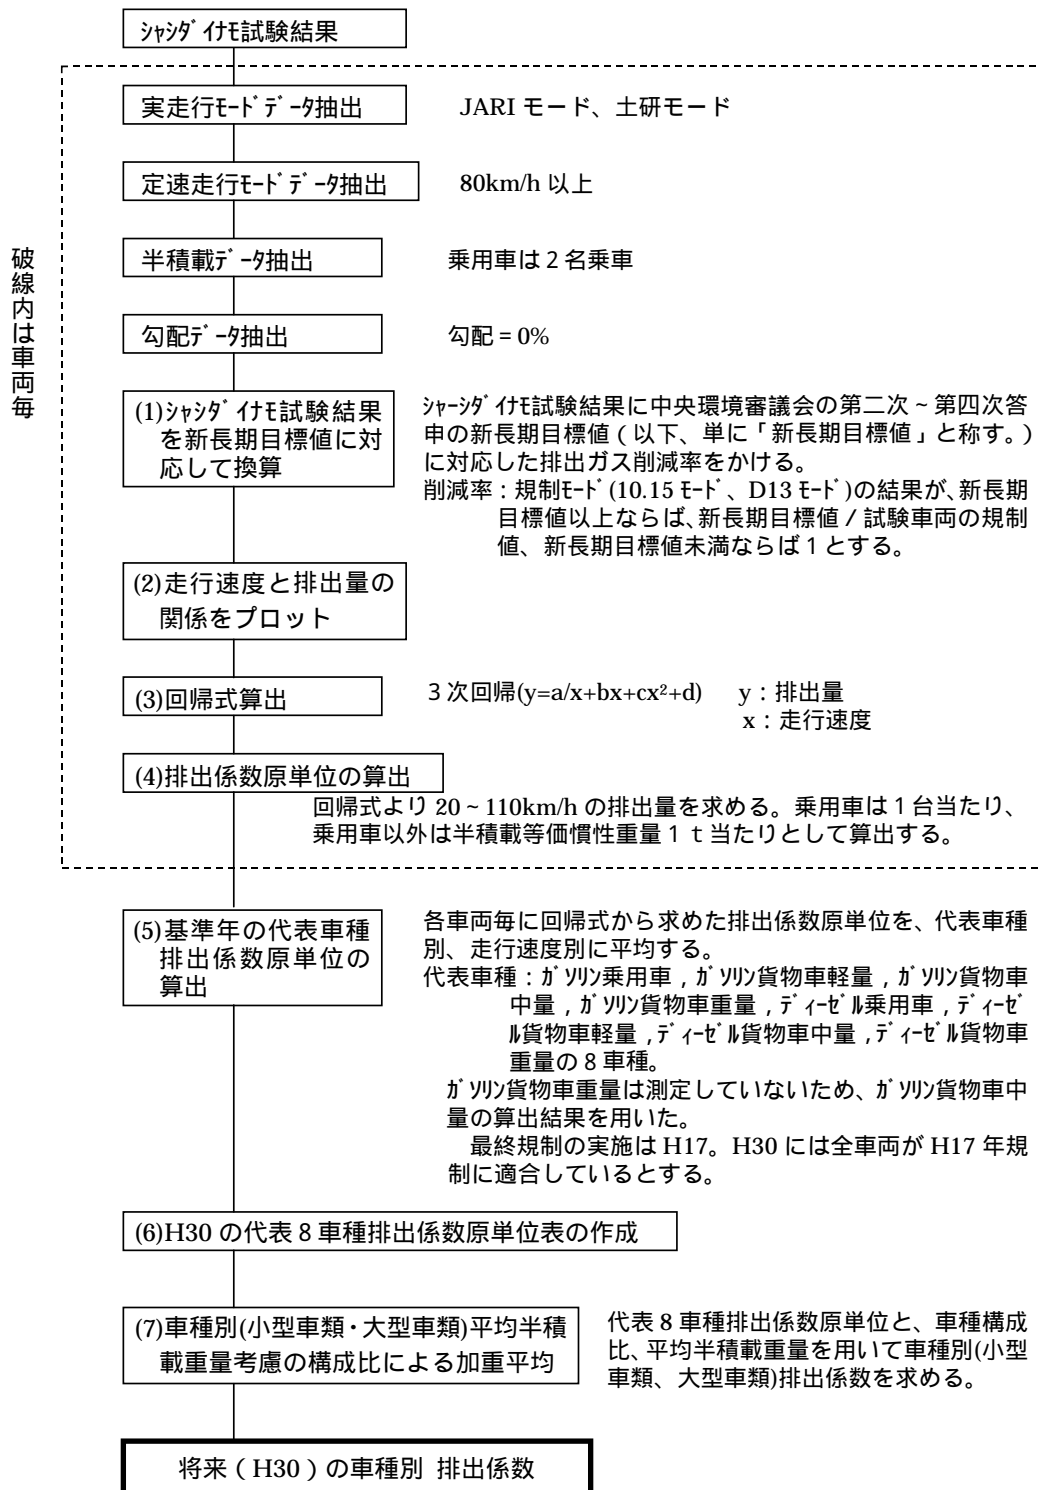 ｼｬｼﾀﾞｲﾅﾓ試験結果
破線内は車両毎
実走行ﾓｰﾄﾞﾃﾞｰﾀ抽出
JARI モード、土研モード
定速走行ﾓｰﾄﾞﾃﾞｰﾀ抽出
80km/h 以上
半積載ﾃﾞｰﾀ抽出
乗用車は２名乗車
勾配ﾃﾞｰﾀ抽出
勾配 = 0%
(1)ｼｬｼﾀﾞｲﾅﾓ試験結果
を新長期目標値に対
応して換算
ｼｬｰｼﾀﾞｲﾅﾓ試験結果に中央環境審議会の第二次～第四次答
申の新長期目標値（以下、単に「新長期目標値」と称す。）
に対応した排出ガス削減率をかける。
削減率：規制ﾓｰﾄﾞ(10.15 ﾓｰﾄﾞ、D13 ﾓｰﾄﾞ)の結果が、新長期
目標値以上ならば、新長期目標値／試験車両の規制
値、新長期目標値未満ならば１とする。
(2)走行速度と排出量の
関係をプロット
(3)回帰式算出
３次回帰(y=a/x+bx+cx²+d)　y：排出量
x：走行速度
(4)排出係数原単位の算出
回帰式より 20～110km/h の排出量を求める。乗用車は１台当たり、
乗用車以外は半積載等価慣性重量１ｔ当たりとして算出する。
(5)基準年の代表車種
排出係数原単位の
算出
各車両毎に回帰式から求めた排出係数原単位を、代表車種
別、走行速度別に平均する。
代表車種：ｶﾞｿﾘﾝ乗用車，ｶﾞｿﾘﾝ貨物車軽量，ｶﾞｿﾘﾝ貨物車
中量，ｶﾞｿﾘﾝ貨物車重量，ﾃﾞｨｰｾﾞﾙ乗用車，ﾃﾞｨｰｾﾞ
ﾙ貨物車軽量，ﾃﾞｨｰｾﾞﾙ貨物車中量，ﾃﾞｨｰｾﾞﾙ貨物車
重量の８車種。
ｶﾞｿﾘﾝ貨物車重量は測定していないため、ｶﾞｿﾘﾝ貨物車中
量の算出結果を用いた。
最終規制の実施は H17。H30 には全車両が H17 年規
制に適合しているとする。
(6)H30 の代表８車種排出係数原単位表の作成
(7)車種別(小型車類・大型車類)平均半積
載重量考慮の構成比による加重平均
代表 8 車種排出係数原単位と、車種構成
比、平均半積載重量を用いて車種別(小型
車類、大型車類)排出係数を求める。
将来（H30）の車種別 排出係数